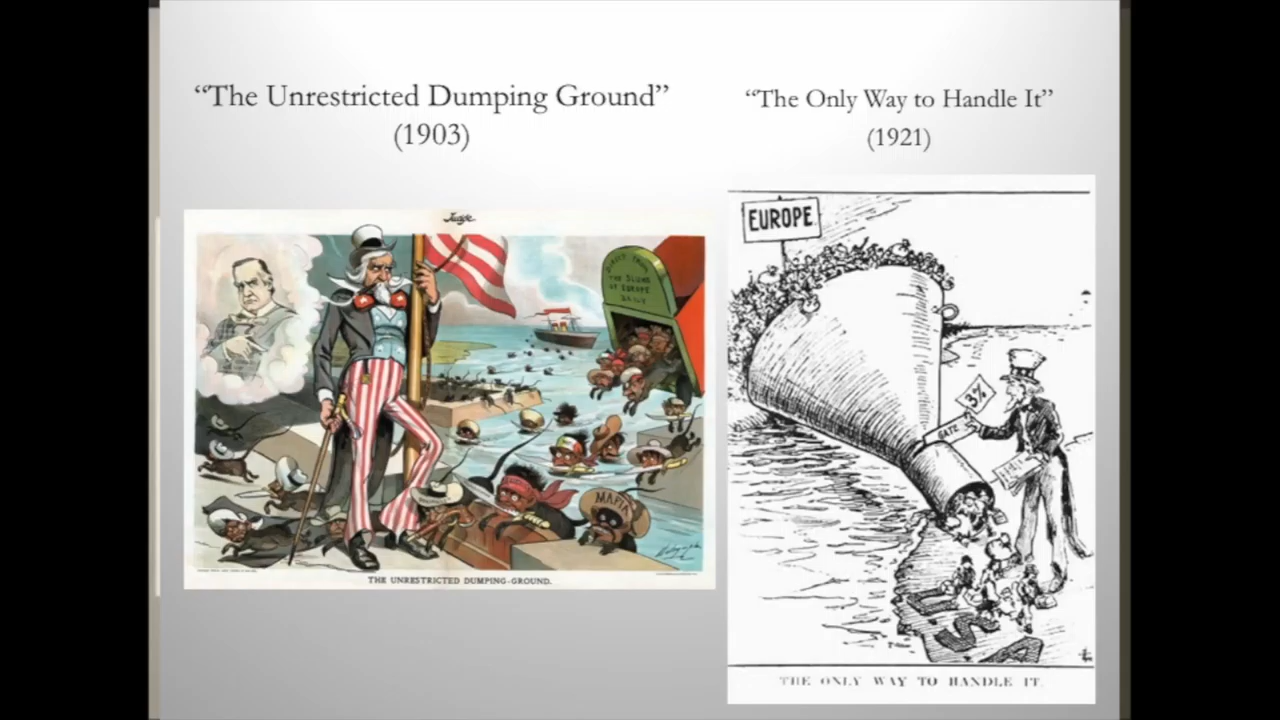 “The Unrestricted Dumping Ground”
(1903)
“The Only Way to Handle It”
(1921)
Judge
DIRECT FROM
THE SLUMS
OF EUROPE
DAILY
MAFIA
THE UNRESTRICTED DUMPING-GROUND.
EUROPE
3%
GATE
USA
THE ONLY WAY TO HANDLE IT.